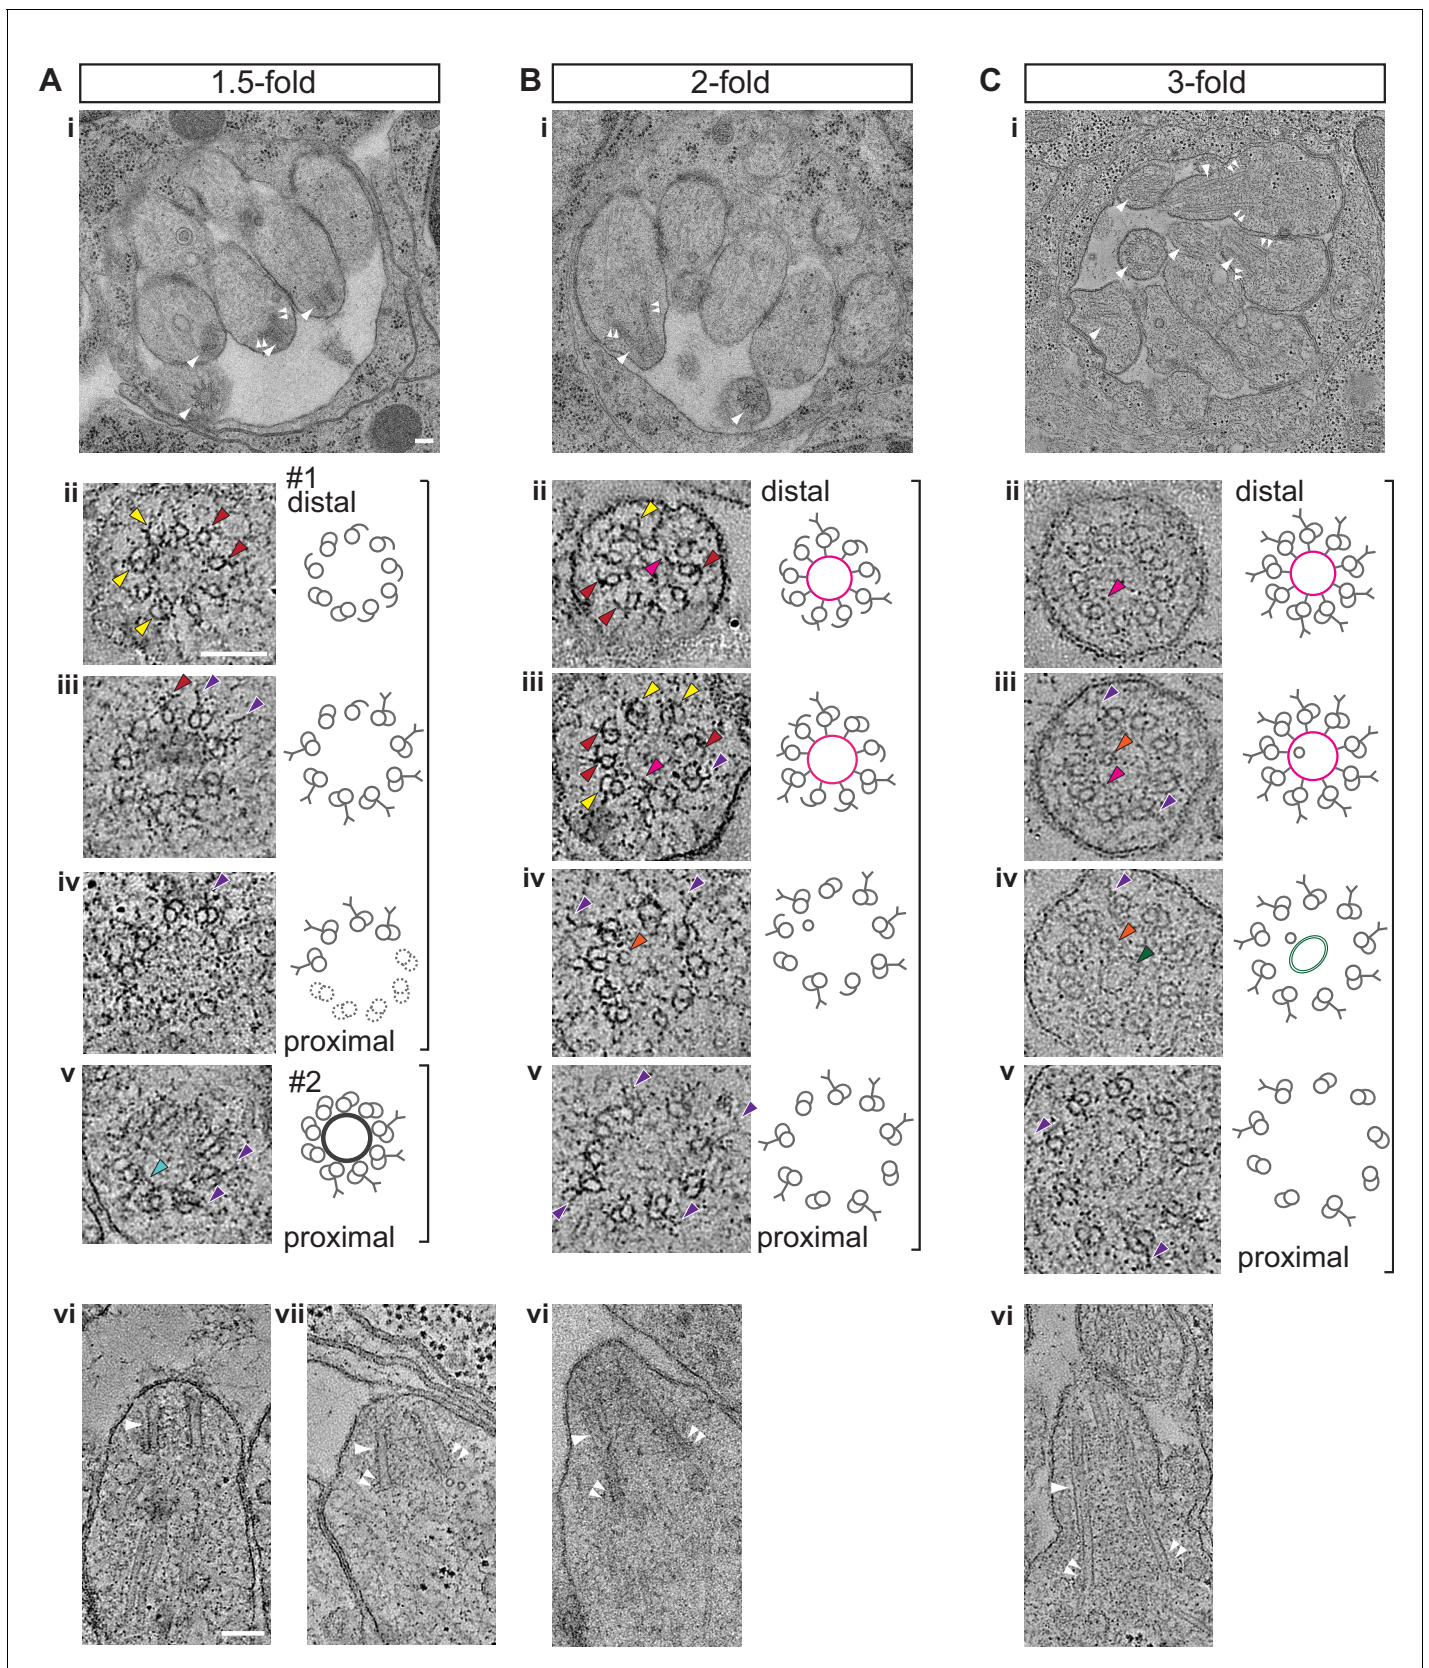 A 1.5-fold B 2-fold C 3-fold
i i i
ii #1 ii distal ii distal
distal
iii iii iii
iv iv iv
proximal
v #2 v v
proximal proximal proximal
vi vii vi vi